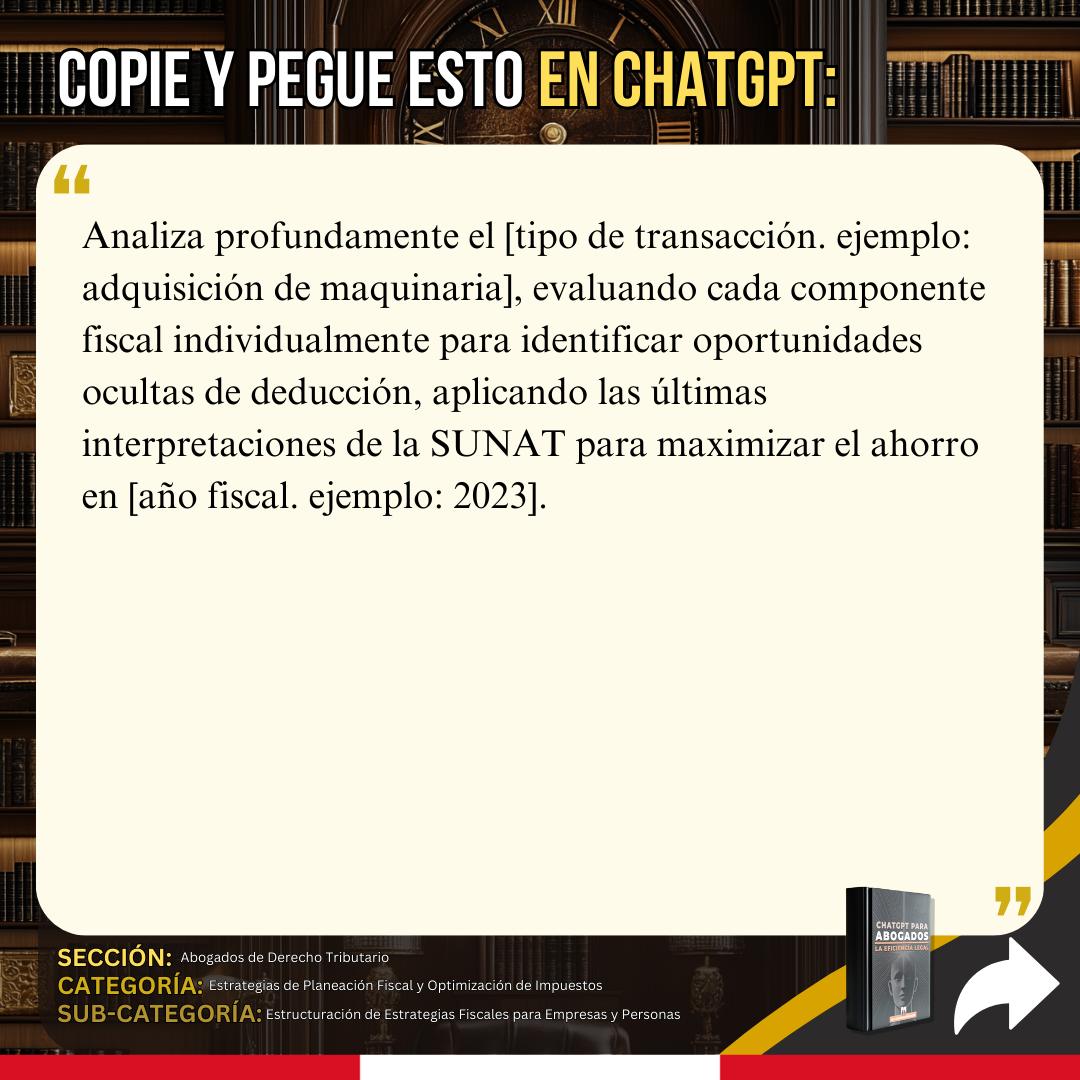 COPIE Y PEGUE ESTO EN CHATGPT:
“
Analiza profundamente el [tipo de transacción. ejemplo:
adquisición de maquinaria], evaluando cada componente
fiscal individualmente para identificar oportunidades
ocultas de deducción, aplicando las últimas
interpretaciones de la SUNAT para maximizar el ahorro
en [año fiscal. ejemplo: 2023].
”
CHATGPT PARA
ABOGADOS
LA EFICIENCIA LEGAL
SECCIÓN: Abogados de Derecho Tributario
CATEGORÍA: Estrategias de Planeación Fiscal y Optimización de Impuestos
SUB-CATEGORÍA: Estructuración de Estrategias Fiscales para Empresas y Personas